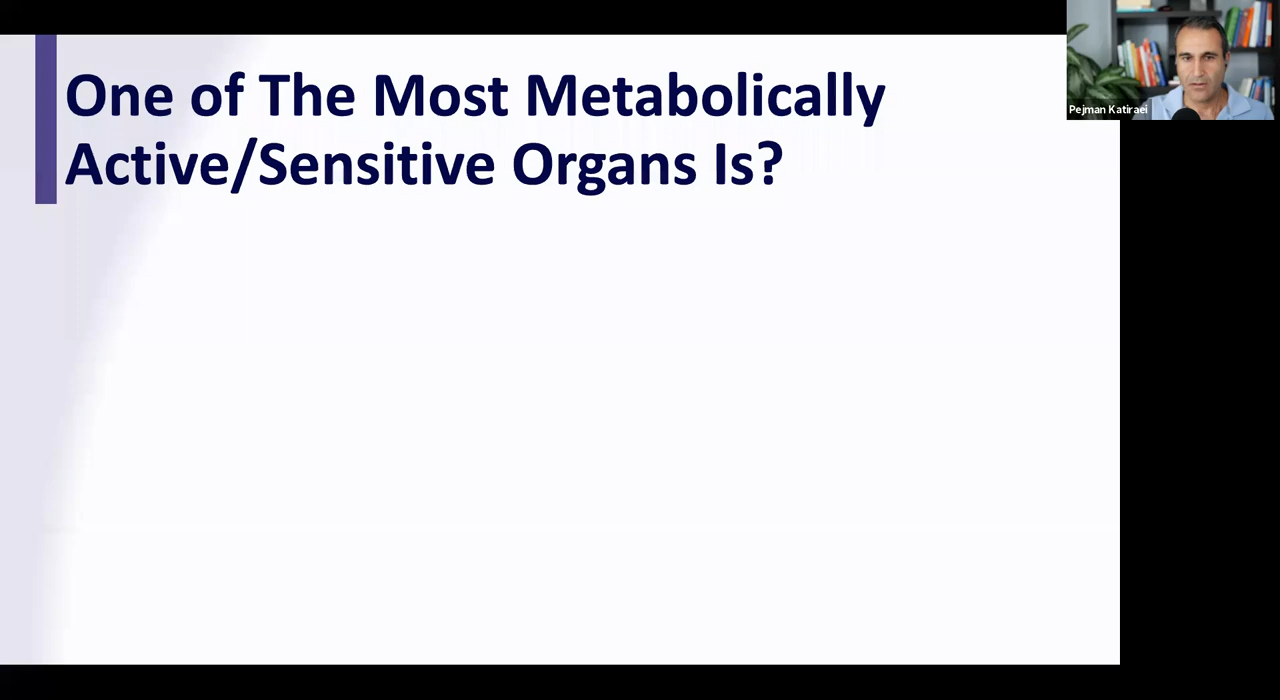 One of The Most Metabolically
Active/Sensitive Organs Is?
Pejman Katiraei